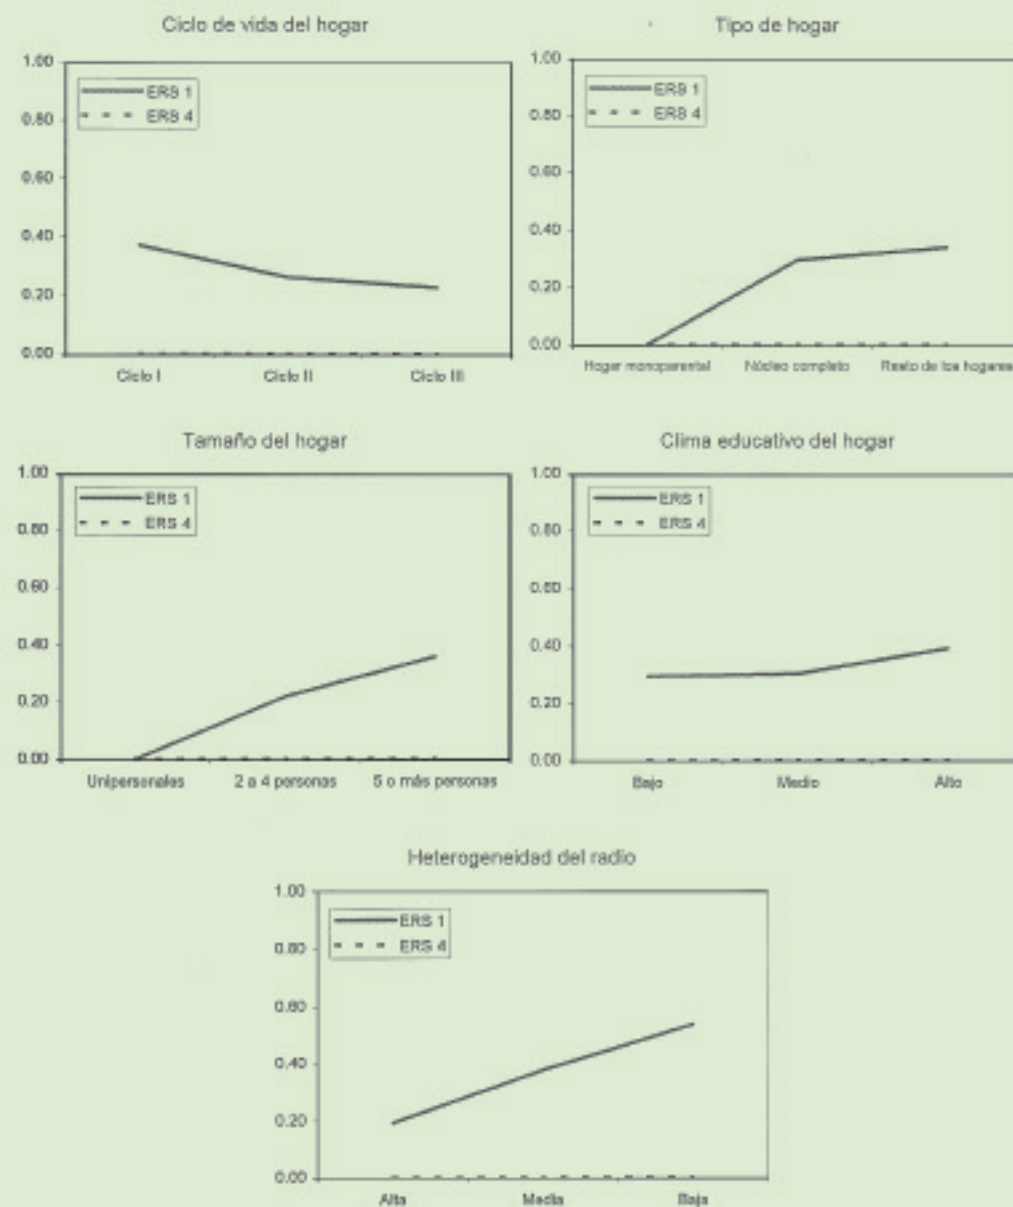 Ciclo de vida del hogar
1.00
0.80
0.60
0.40
0.20
0.00
ERS 1
ERS 4
Ciclo I Ciclo II Ciclo III
Tipo de hogar
1.00
0.80
0.60
0.40
0.20
0.00
ERS 1
ERS 4
Hogar monoparental Núcleo completo Resto de los hogares
Tamaño del hogar
1.00
0.80
0.60
0.40
0.20
0.00
ERS 1
ERS 4
Unipersonales 2 a 4 personas 5 o más personas
Clima educativo del hogar
1.00
0.80
0.60
0.40
0.20
0.00
ERS 1
ERS 4
Bajo Medio Alto
Heterogeneidad del radio
1.00
0.80
0.60
0.40
0.20
0.00
ERS 1
ERS 4
Alta Media Baja